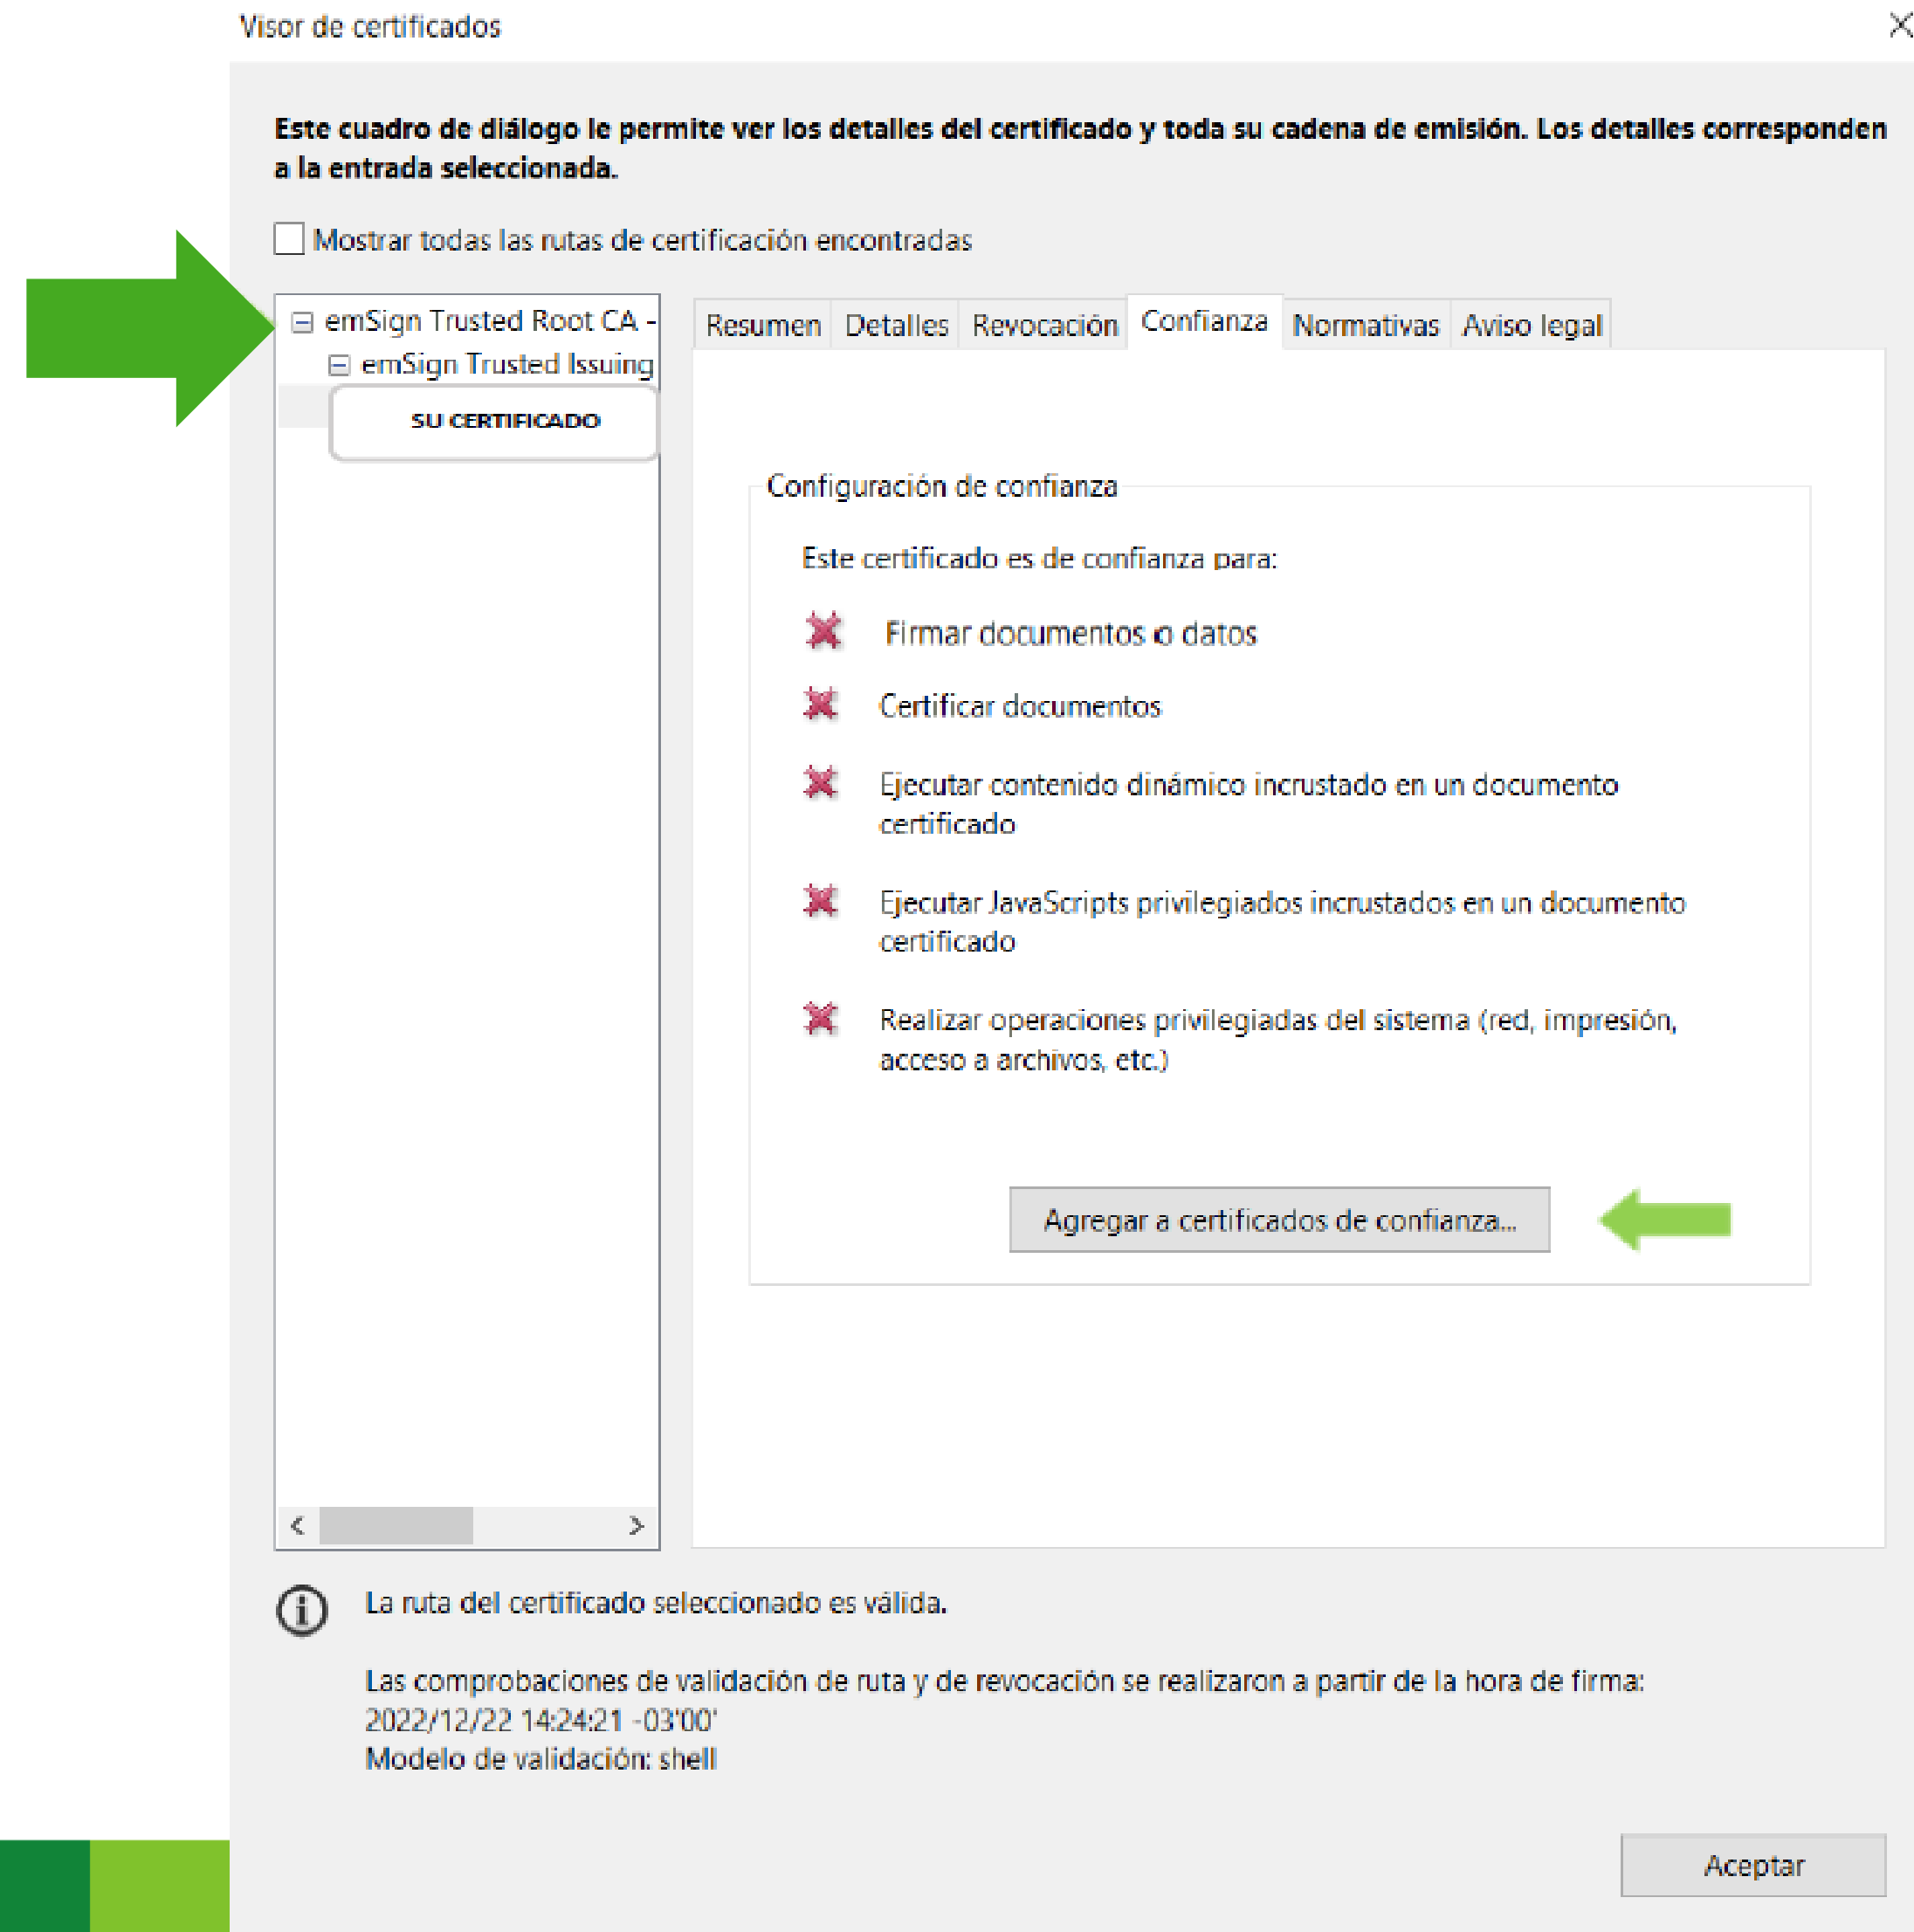 Visor de certificados
Este cuadro de diálogo le permite ver los detalles del certificado y toda su cadena de emisión. Los detalles corresponden
a la entrada seleccionada.
Mostrar todas las rutas de certificación encontradas
emSign Trusted Root CA -
emSign Trusted Issuing
SU CERTIFICADO
Resumen Detalles Revocación Confianza Normativas Aviso legal
Configuración de confianza
Este certificado es de confianza para:
Firmar documentos o datos
Certificar documentos
Ejecutar contenido dinámico incrustado en un documento
certificado
Ejecutar JavaScripts privilegiados incrustados en un documento
certificado
Realizar operaciones privilegiadas del sistema (red, impresión,
acceso a archivos, etc.)
Agregar a certificados de confianza...
La ruta del certificado seleccionado es válida.
Las comprobaciones de validación de ruta y de revocación se realizaron a partir de la hora de firma:
2022/12/22 14:24:21 -03'00'
Modelo de validación: shell
Aceptar